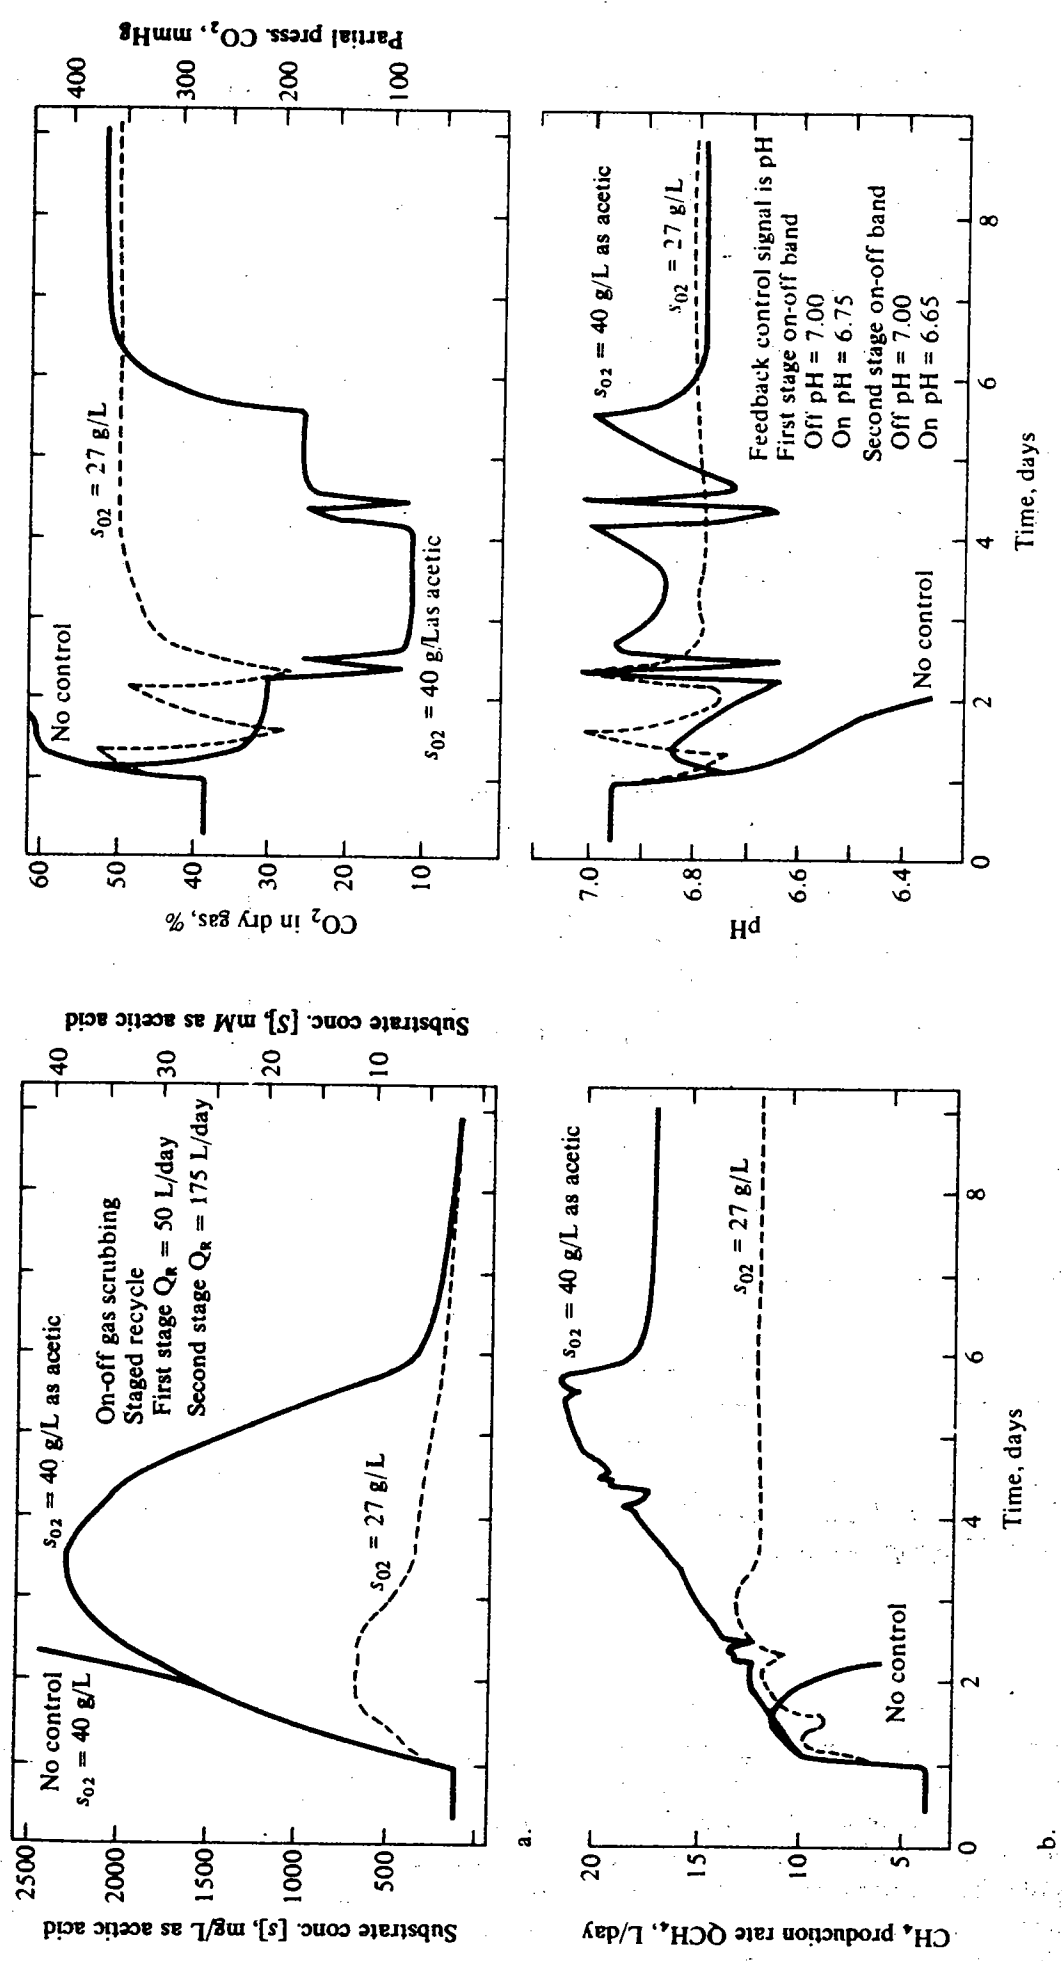 Substrate conc. [s], mg/L as acetic acid
2500
2000
1500
1000
500
No control
s02 = 40 g/L
s02 = 40 g/L as acetic
On-off gas scrubbing
Staged recycle
First stage QR = 50 L/day
Second stage QR = 175 L/day
s02 = 27 g/L
40
30
20
10
Substrate conc. [S], mM as acetic acid
a.
CO2 in dry gas, %
60
50
40
30
20
10
No control
s02 = 27 g/L
s02 = 40 g/Las acetic
400
300
200
100
Partial press. CO2, mmHg
CH4 production rate QCH4, L/day
20
15
10
5
s02 = 40 g/L as acetic
s02 = 27 g/L
No control
0
2
4
6
8
Time, days
b.
pH
7.0
6.8
6.6
6.4
s02 = 40 g/L as acetic
s02 = 27 g/L
Feedback control signal is pH
First stage on-off band
Off pH = 7.00
On pH = 6.75
Second stage on-off band
Off pH = 7.00
On pH = 6.65
No control
0
2
4
6
8
Time, days